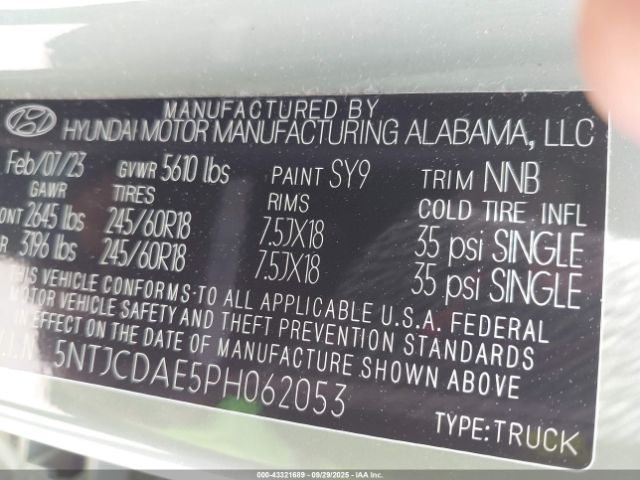 MANUFACTURED BY
HYUNDAI MOTOR MANUFACTURING ALABAMA, LLC
Feb/07/23 GVWR 5610 lbs PAINT SY9 TRIM NNB
GAWR TIRES RIMS COLD TIRE INFL
ONT 2645 lbs 245/60R18 7.5JX18 35 psi SINGLE
R 3196 lbs 245/60R18 7.5JX18 35 psi SINGLE
THIS VEHICLE CONFORMS TO ALL APPLICABLE U.S.A. FEDERAL
MOTOR VEHICLE SAFETY AND THEFT PREVENTION STANDARDS
IN EFFECT ON THE DATE OF MANUFACTURE SHOWN ABOVE
5NTJCDAE5PH062053
TYPE:TRUCK
000-43321689 | 09/29/2025 | IAA, Inc.